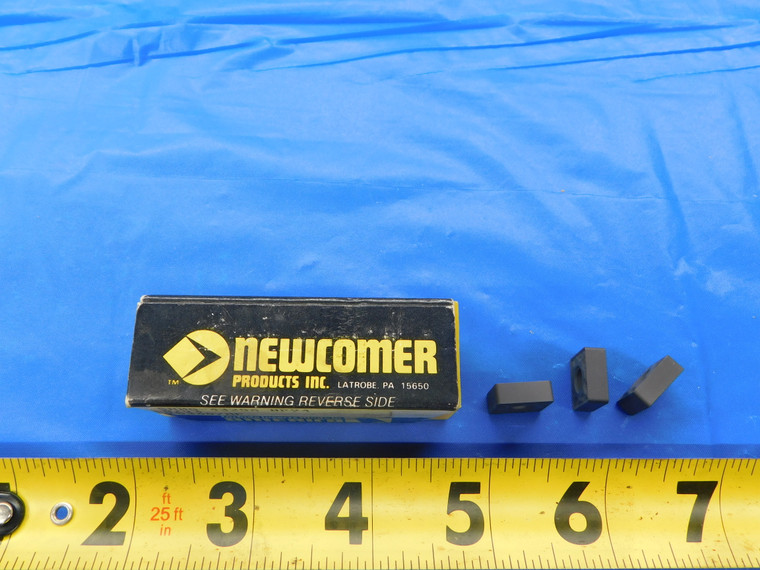 NEWCOMER
PRODUCTS INC. LATROBE, PA 15650
TM
SEE WARNING REVERSE SIDE
2 ft 25 ft in 3 4 5 6 7